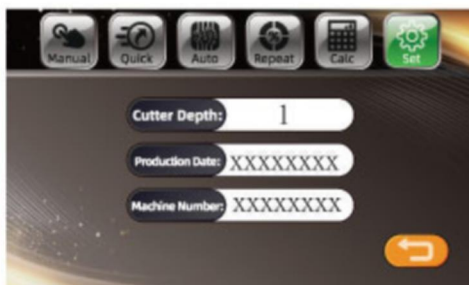 Manual Quick Auto Repeat Calc Set
Cutter Depth: 1
Production Date: XXXXXXXX
Machine Number: XXXXXXXX